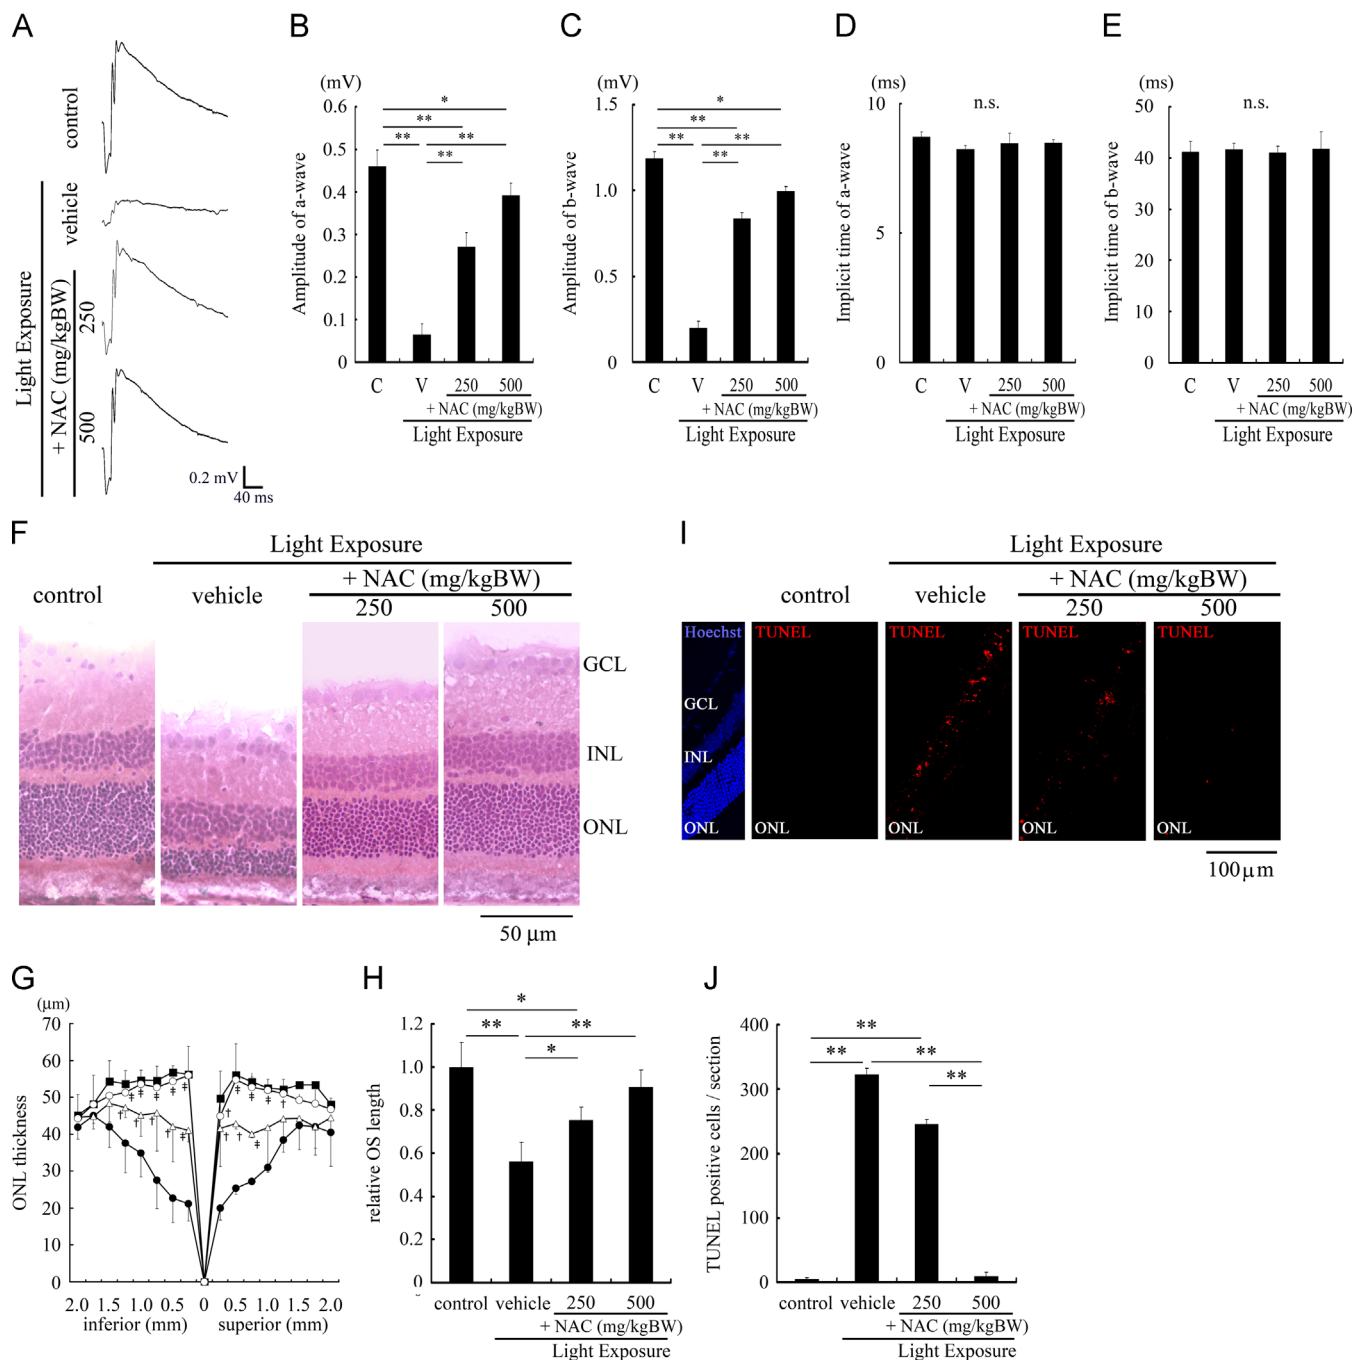 A
control
vehicle
250
500
+ NAC (mg/kgBW)
Light Exposure
0.2 mV
40 ms
B
(mV)
Amplitude of a-wave
0.6
0.5
0.4
0.3
0.2
0.1
0
*
**
** **
**
C V 250 500
+ NAC (mg/kgBW)
Light Exposure
C
(mV)
Amplitude of b-wave
1.5
1.0
0.5
0
*
**
** **
**
C V 250 500
+ NAC (mg/kgBW)
Light Exposure
D
(ms)
Implicit time of a-wave
10
5
0
n.s.
C V 250 500
+ NAC (mg/kgBW)
Light Exposure
E
(ms)
Implicit time of b-wave
50
40
30
20
10
0
n.s.
C V 250 500
+ NAC (mg/kgBW)
Light Exposure
F
Light Exposure
+ NAC (mg/kgBW)
control vehicle 250 500
GCL
INL
ONL
50 μm
I
Light Exposure
+ NAC (mg/kgBW)
control vehicle 250 500
Hoechst TUNEL TUNEL TUNEL TUNEL
GCL
INL
ONL ONL ONL ONL ONL
100μm
G
(μm)
ONL thickness
70
60
50
40
30
20
10
0
‡ ‡ ‡ ‡ † ‡ ‡ †
† † † ‡ † † ‡
2.0 1.5 1.0 0.5 0 0.5 1.0 1.5 2.0
inferior (mm) superior (mm)
H
relative OS length
1.2
1.0
0.8
0.6
0.4
0.2
0
*
** **
*
control vehicle 250 500
+ NAC (mg/kgBW)
Light Exposure
J
TUNEL positive cells / section
400
300
200
100
0
**
** **
**
control vehicle 250 500
+ NAC (mg/kgBW)
Light Exposure